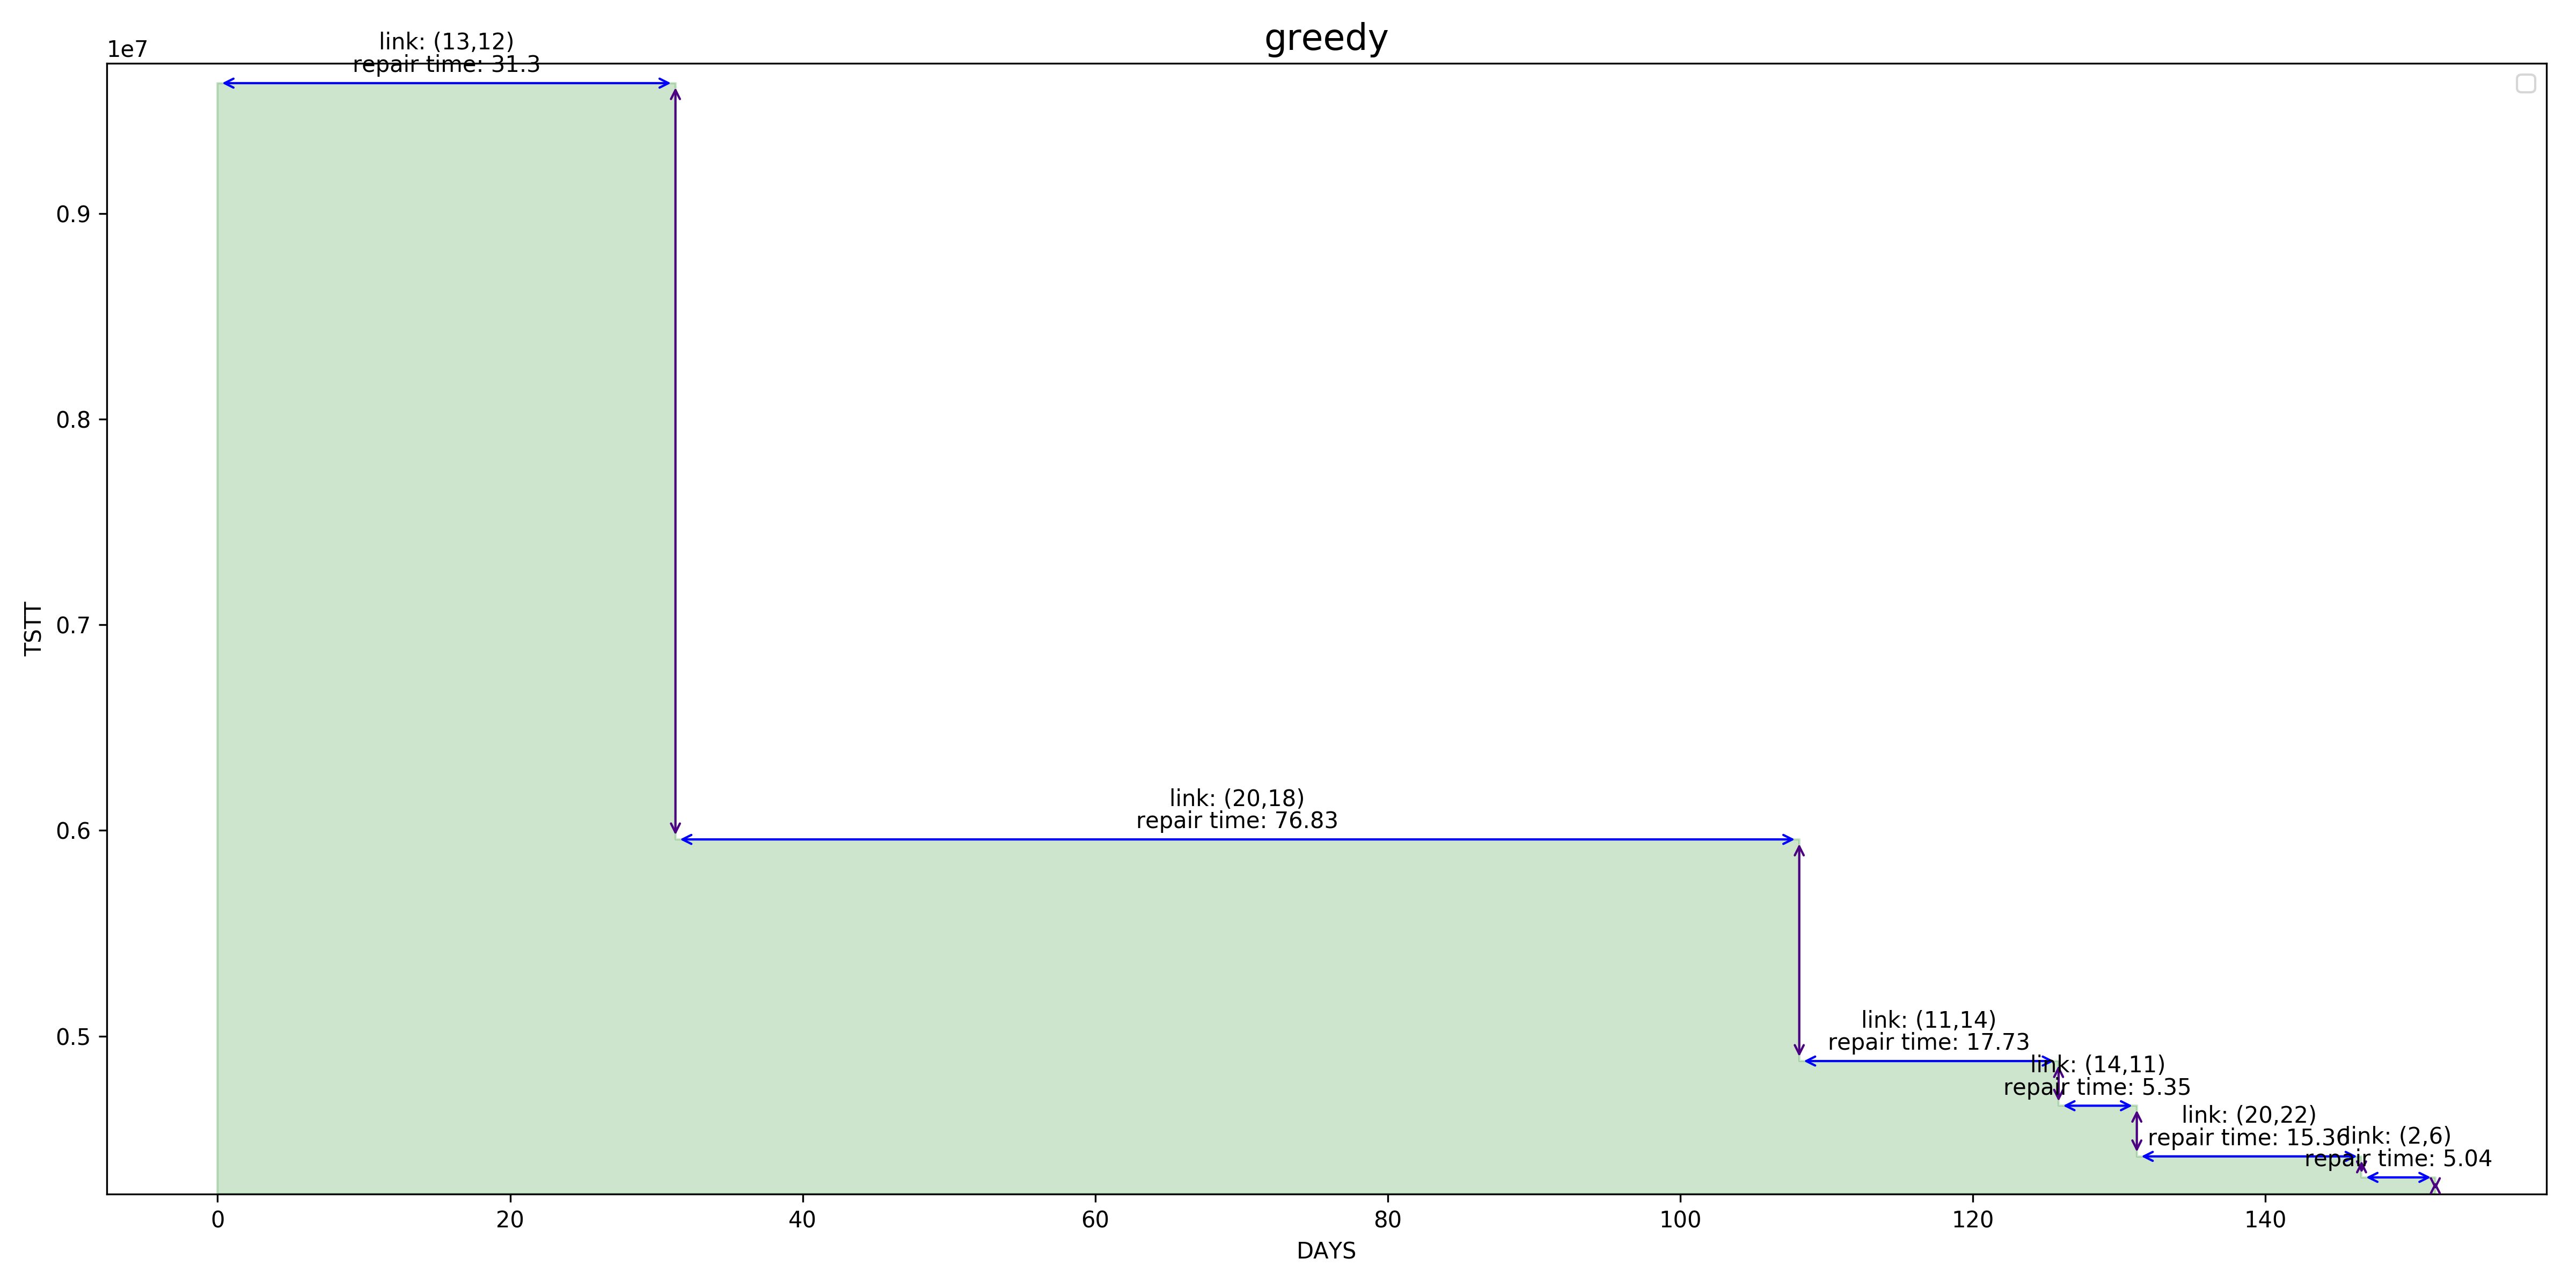 greedy
1e7
link: (13,12)
repair time: 31.3
0.9
0.8
0.7
0.6
0.5
TSTT
link: (20,18)
repair time: 76.83
link: (11,14)
repair time: 17.73
link: (14,11)
repair time: 5.35
link: (20,22)
repair time: 15.36
link: (2,6)
repair time: 5.04
0 20 40 60 80 100 120 140
DAYS